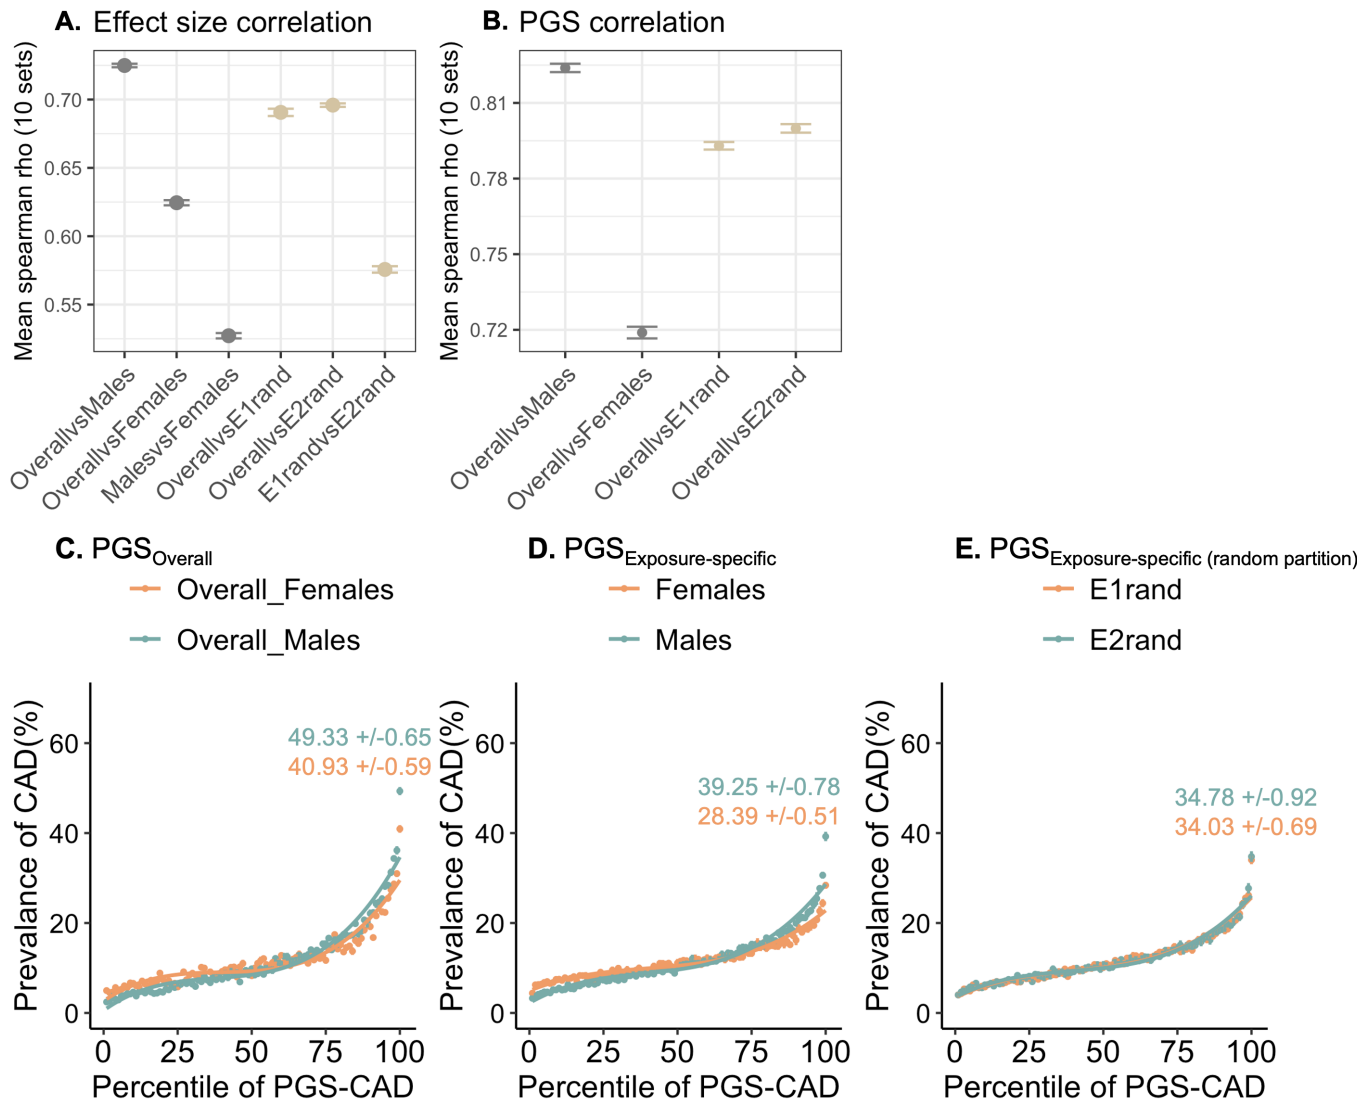 A. Effect size correlation
Mean spearman rho (10 sets)
0.70
0.65
0.60
0.55
OverallvsMales
OverallvsFemales
MalesvsFemales
OverallvsE1rand
OverallvsE2rand
E1randvsE2rand
B. PGS correlation
Mean spearman rho (10 sets)
0.81
0.78
0.75
0.72
OverallvsMales
OverallvsFemales
OverallvsE1rand
OverallvsE2rand
C. PGSOverall
Overall_Females
Overall_Males
Prevalance of CAD(%)
60
40
20
0
49.33 +/-0.65
40.93 +/-0.59
0 25 50 75 100
Percentile of PGS-CAD
D. PGSExposure-specific
Females
Males
Prevalance of CAD(%)
60
40
20
0
39.25 +/-0.78
28.39 +/-0.51
0 25 50 75 100
Percentile of PGS-CAD
E. PGSExposure-specific (random partition)
E1rand
E2rand
Prevalance of CAD(%)
60
40
20
0
34.78 +/-0.92
34.03 +/-0.69
0 25 50 75 100
Percentile of PGS-CAD